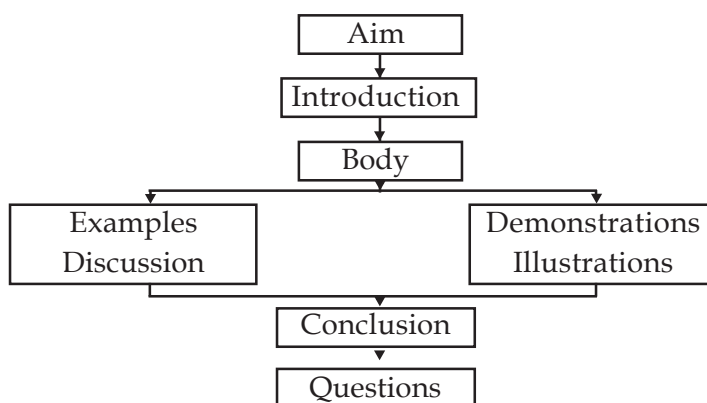 Aim
Introduction
Body
Examples
Discussion
Demonstrations
Illustrations
Conclusion
Questions